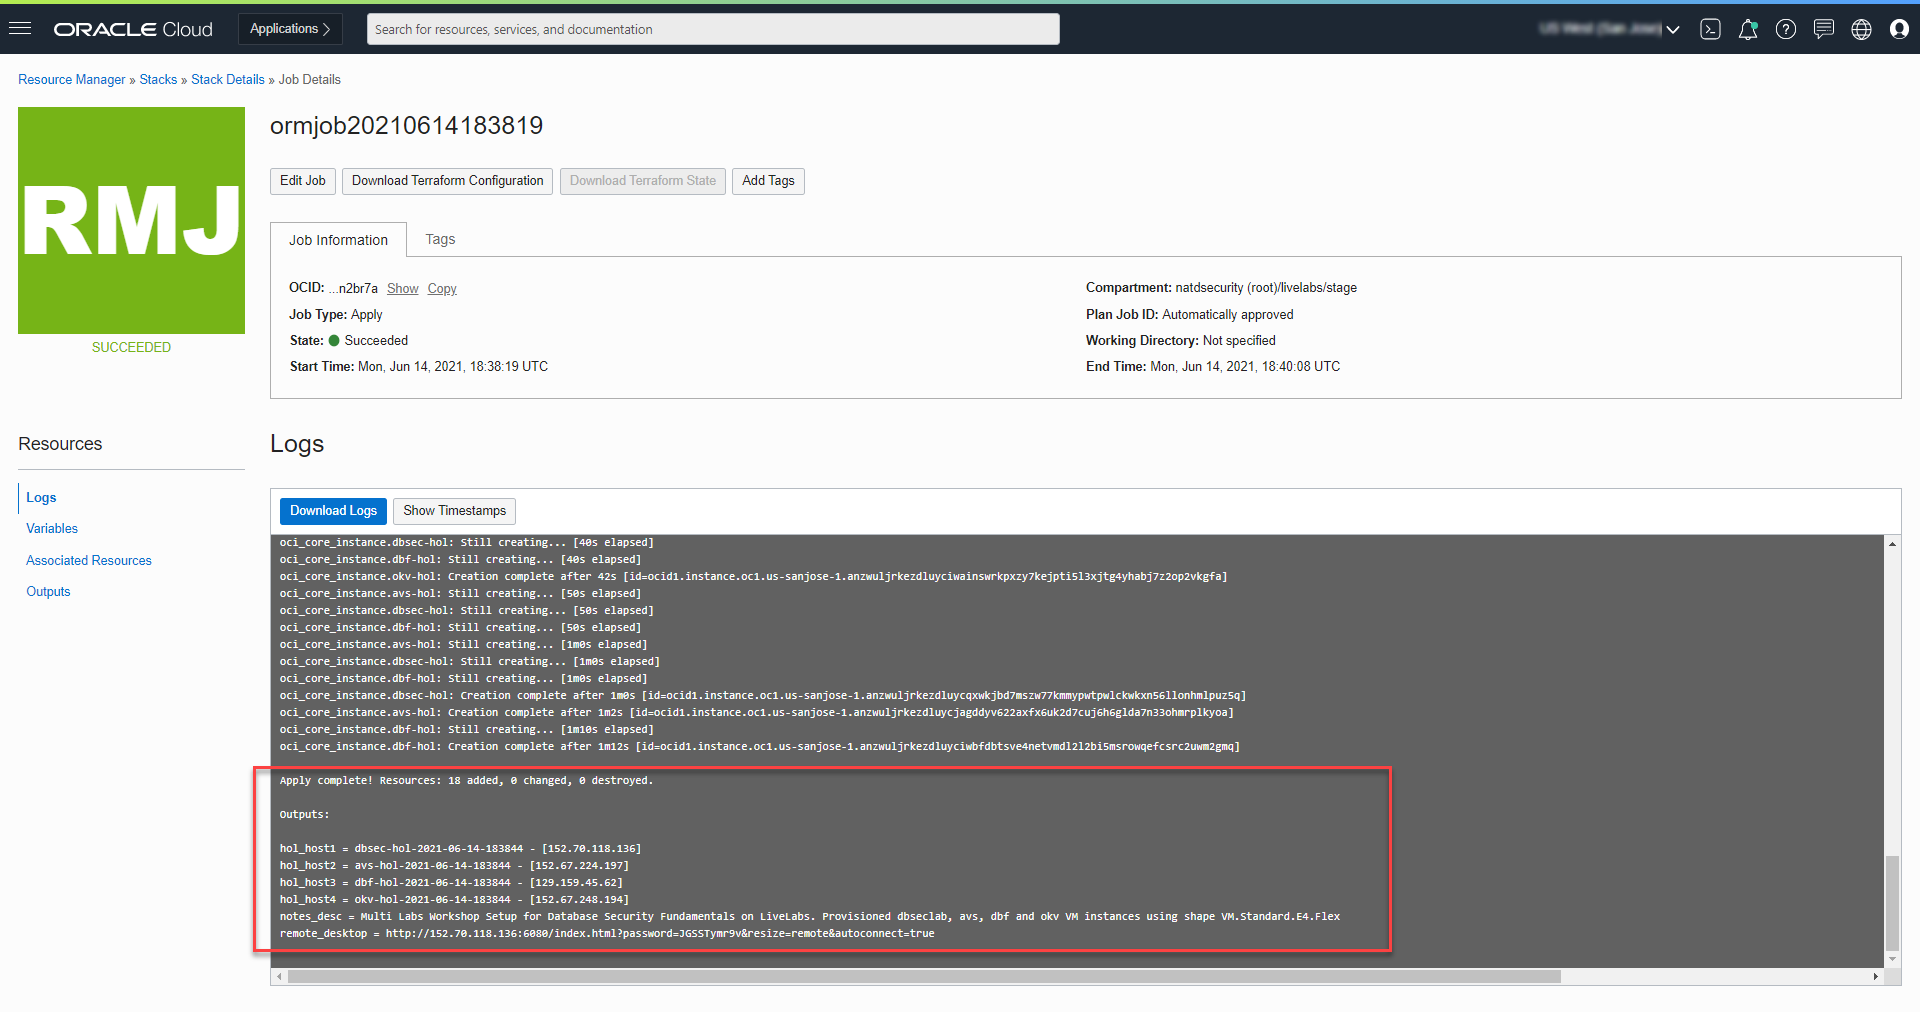 ORACLE Cloud
Applications
Search for resources, services, and documentation
Resource Manager » Stacks » Stack Details » Job Details
RMJ
SUCCEEDED
ormjob20210614183819
Edit Job
Download Terraform Configuration
Download Terraform State
Add Tags
Job Information
Tags
OCID: ...n2br7a Show Copy
Job Type: Apply
State: Succeeded
Start Time: Mon, Jun 14, 2021, 18:38:19 UTC
Compartment: natdsecurity (root)/livelabs/stage
Plan Job ID: Automatically approved
Working Directory: Not specified
End Time: Mon, Jun 14, 2021, 18:40:08 UTC
Resources
Logs
Variables
Associated Resources
Outputs
Logs
Download Logs
Show Timestamps
oci_core_instance.dbsec-hol: Still creating... [40s elapsed]
oci_core_instance.dbf-hol: Still creating... [40s elapsed]
oci_core_instance.okv-hol: Creation complete after 42s [id=ocid1.instance.oc1.us-sanjose-1.anzwuljrkezdluyciwainswrkpxzy7kejpti5l3xjtg4yhabj7z2op2vkgfa]
oci_core_instance.avs-hol: Still creating... [50s elapsed]
oci_core_instance.dbsec-hol: Still creating... [50s elapsed]
oci_core_instance.dbf-hol: Still creating... [50s elapsed]
oci_core_instance.avs-hol: Still creating... [1m0s elapsed]
oci_core_instance.dbsec-hol: Still creating... [1m0s elapsed]
oci_core_instance.dbf-hol: Still creating... [1m0s elapsed]
oci_core_instance.dbsec-hol: Creation complete after 1m0s [id=ocid1.instance.oc1.us-sanjose-1.anzwuljrkezdluycqxwkjbd7mszw77kmmypwtpwlckwkxn56llonhmlpuz5q]
oci_core_instance.avs-hol: Creation complete after 1m2s [id=ocid1.instance.oc1.us-sanjose-1.anzwuljrkezdluycjagddyv622axfx6uk2d7cuj6h6glda7n33ohmrplkyoa]
oci_core_instance.dbf-hol: Still creating... [1m10s elapsed]
oci_core_instance.dbf-hol: Creation complete after 1m12s [id=ocid1.instance.oc1.us-sanjose-1.anzwuljrkezdluyciwbfdbtsve4netvmdl2l2bi5msrowqefcsrc2uwm2gmq]
Apply complete! Resources: 18 added, 0 changed, 0 destroyed.
Outputs:
hol_host1 = dbsec-hol-2021-06-14-183844 - [152.70.118.136]
hol_host2 = avs-hol-2021-06-14-183844 - [152.67.224.197]
hol_host3 = dbf-hol-2021-06-14-183844 - [129.159.45.62]
hol_host4 = okv-hol-2021-06-14-183844 - [152.67.248.194]
notes_desc = Multi Labs Workshop Setup for Database Security Fundamentals on LiveLabs. Provisioned dbseclab, avs, dbf and okv VM instances using shape VM.Standard.E4.Flex
remote_desktop = http://152.70.118.136:6080/index.html?password=JGSSTymr9v&resize=remote&autoconnect=true